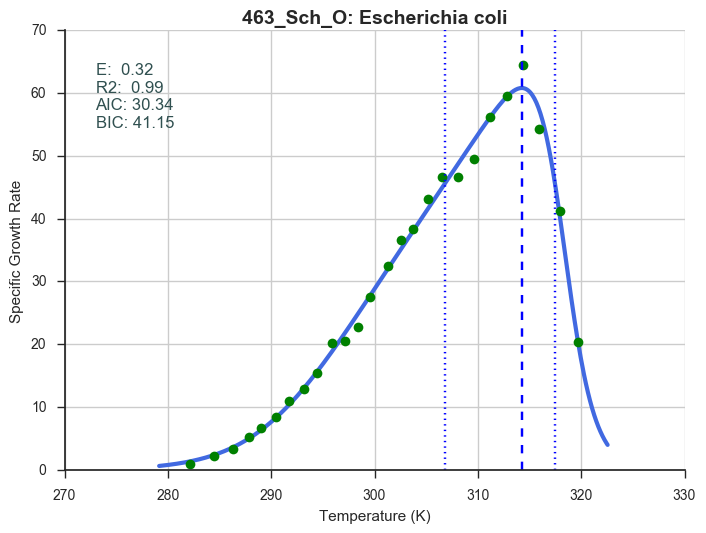 463_Sch_O: Escherichia coli
E:  0.32
R2:  0.99
AIC: 30.34
BIC: 41.15
Specific Growth Rate
70
60
50
40
30
20
10
0
270 280 290 300 310 320 330
Temperature (K)